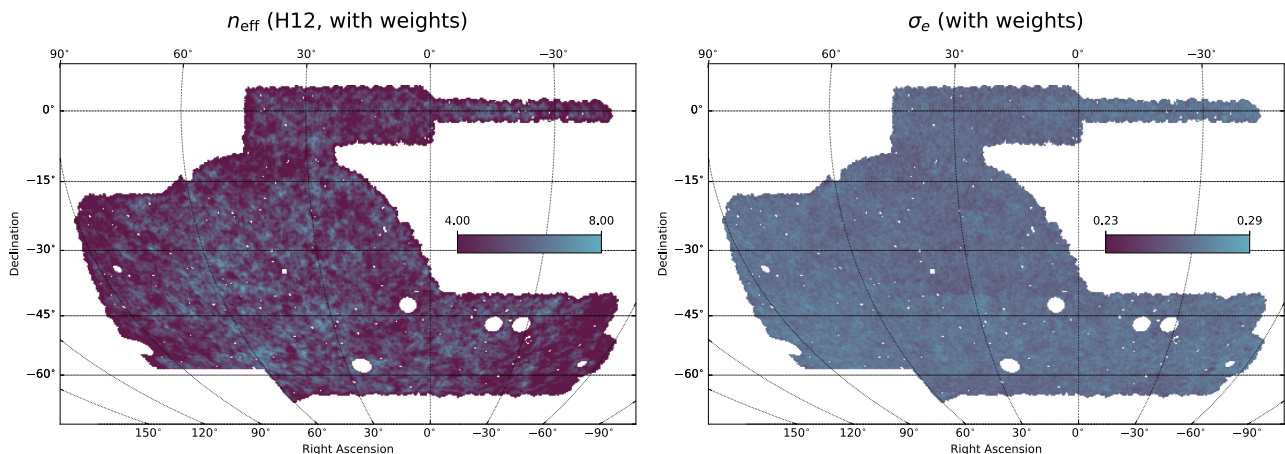 n_eff (H12, with weights)
90° 60° 30° 0° −30°
0°
−15°
−30°
−45°
−60°
Declination
4.00 8.00
150° 120° 90° 60° 30° 0° −30° −60° −90°
Right Ascension
σ_e (with weights)
90° 60° 30° 0° −30°
0°
−15°
−30°
−45°
−60°
Declination
0.23 0.29
150° 120° 90° 60° 30° 0° −30° −60° −90°
Right Ascension